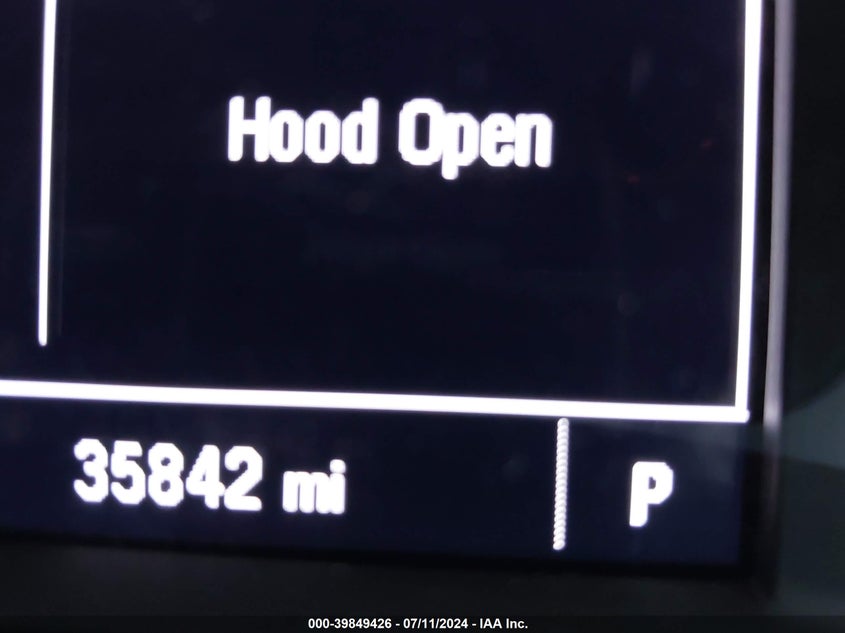 Hood Open
35842 mi P
000-39849426 - 07/11/2024 - IAA Inc.